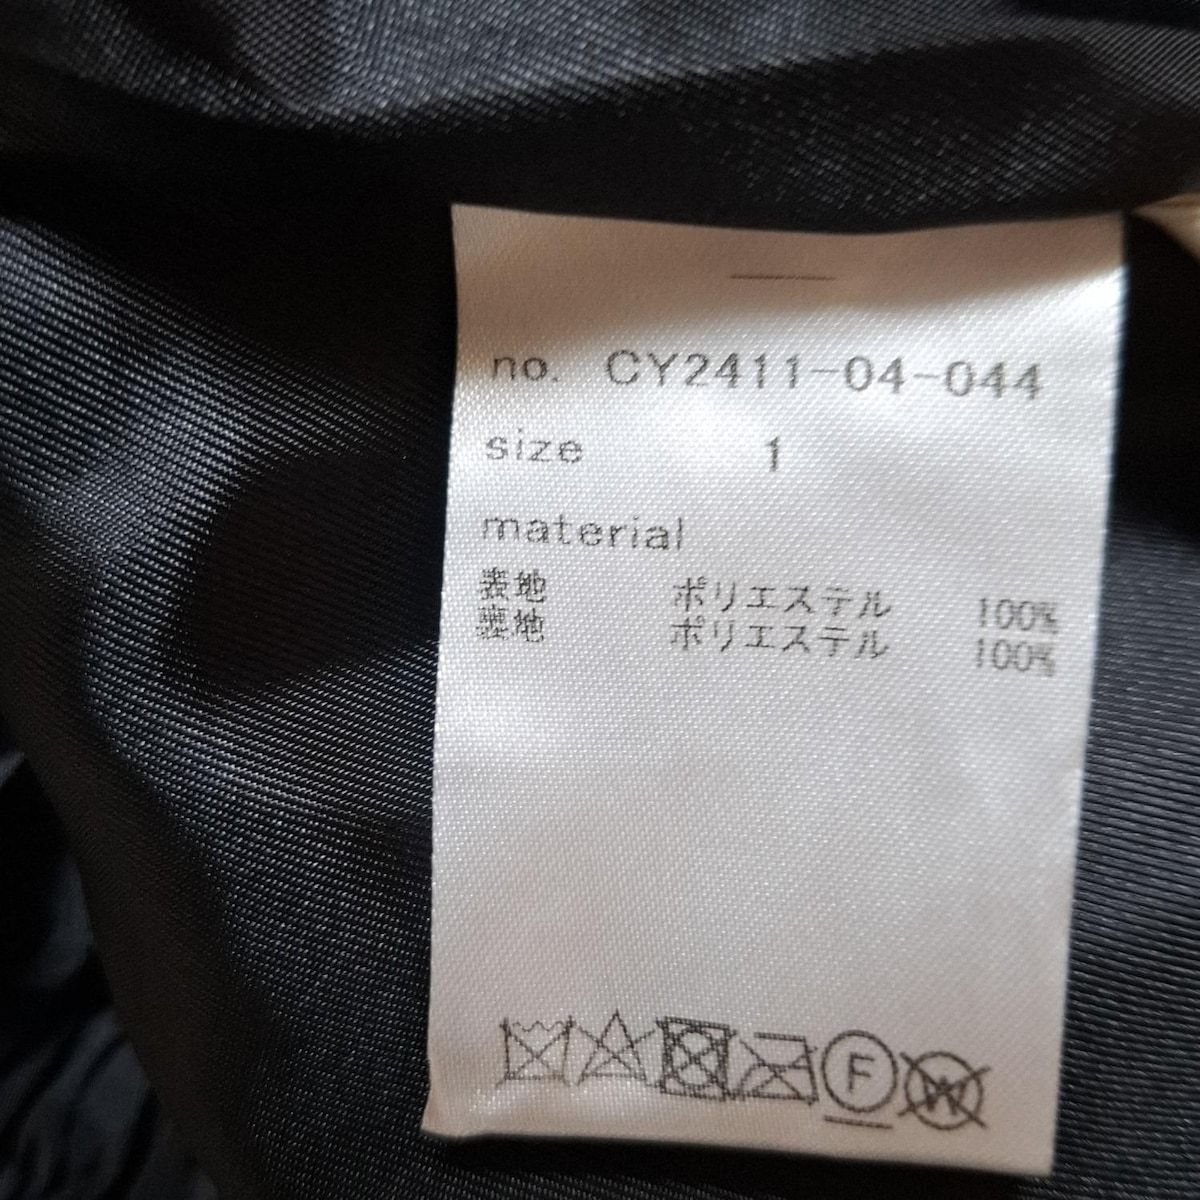 no. CY2411-04-044
size 1
material
表地 ポリエステル 100%
裏地 ポリエステル 100%
F W